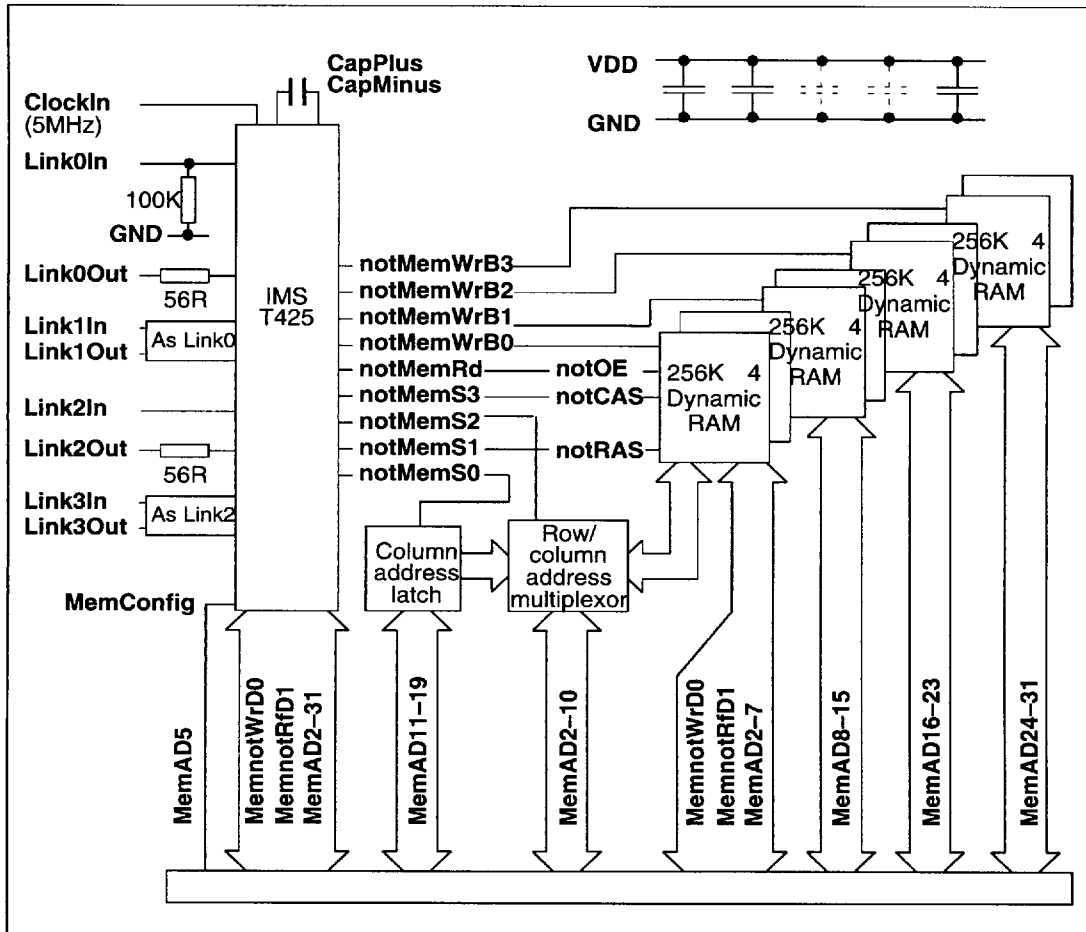 CapPlus
CapMinus
VDD
GND
ClockIn
(5MHz)
Link0In
100K
GND
Link0Out
56R
Link1In
Link1Out
As Link0
Link2In
Link2Out
56R
Link3In
Link3Out
As Link2
MemConfig
IMS
T425
notMemWrB3
notMemWrB2
notMemWrB1
notMemWrB0
notMemRd
notMemS3
notMemS2
notMemS1
notMemS0
notOE
notCAS
notRAS
256K 4
Dynamic
RAM
256K 4
Dynamic
RAM
256K 4
Dynamic
RAM
256K 4
Dynamic
RAM
Column
address
latch
Row/
column
address
multiplexor
MemAD5
MemnotWrD0
MemnotRfD1
MemAD2–31
MemAD11–19
MemAD2–10
MemnotWrD0
MemnotRfD1
MemAD2–7
MemAD8–15
MemAD16–23
MemAD24–31